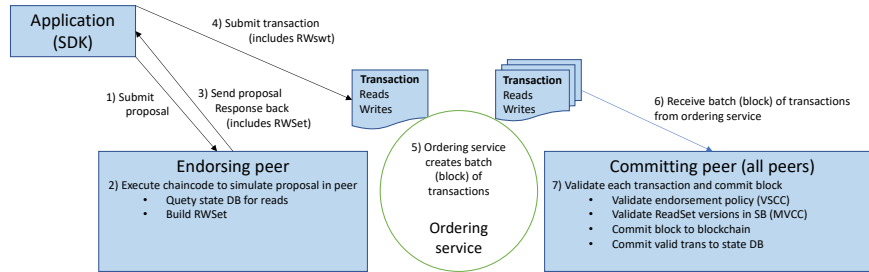 Application
(SDK)
4) Submit transaction
(includes RWswt)
1) Submit
proposal
3) Send proposal
Response back
(includes RWSet)
Transaction
Reads
Writes
Transaction
Reads
Writes
6) Receive batch (block) of transactions
from ordering service
Endorsing peer
2) Execute chaincode to simulate proposal in peer
• Quety state DB for reads
• Build RWSet
5) Ordering service
creates batch
(block) of
transactions
Ordering
service
Committing peer (all peers)
7) Validate each transaction and commit block
• Validate endorsement policy (VSCC)
• Validate ReadSet versions in SB (MVCC)
• Commit block to blockchain
• Commit valid trans to state DB